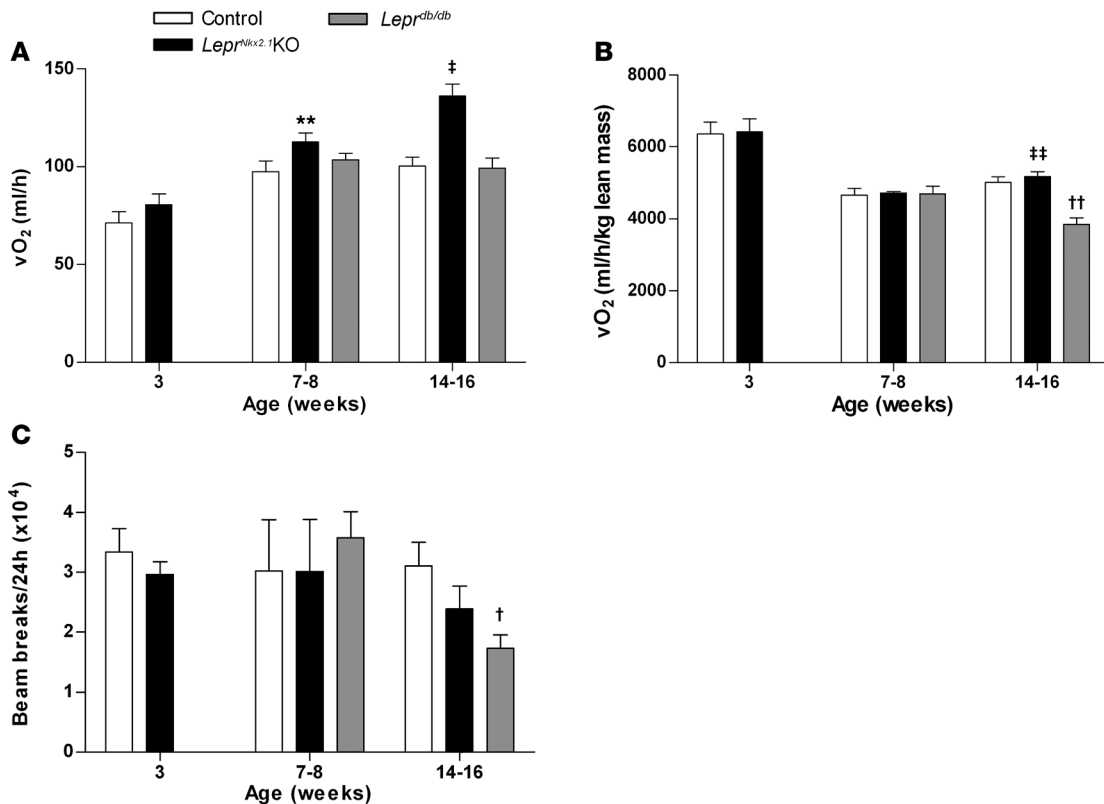 Control
Lepr^db/db
Lepr^Nkx2.1KO
A
150
100
50
0
vO₂ (ml/h)
**
‡
3
7-8
14-16
Age (weeks)
B
8000
6000
4000
2000
0
vO₂ (ml/h/kg lean mass)
‡‡
††
3
7-8
14-16
Age (weeks)
C
5
4
3
2
1
0
Beam breaks/24h (x10⁴)
†
3
7-8
14-16
Age (weeks)